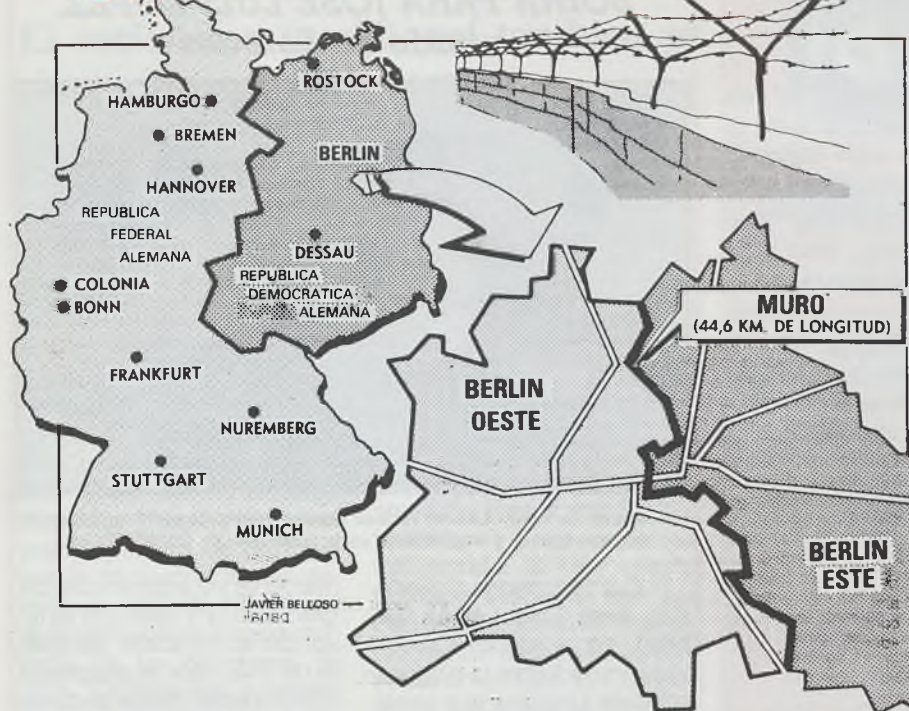 ROSTOCK
HAMBURGO
BREMEN
BERLIN
HANNOVER
REPUBLICA
FEDERAL
ALEMANA
DESSAU
REPUBLICA
DEMOCRATICA
ALEMANA
COLONIA
BONN
FRANKFURT
NUREMBERG
STUTTGART
MUNICH
MURO
(44,6 KM. DE LONGITUD)
BERLIN
OESTE
BERLIN
ESTE
JAVIER BELLOSO